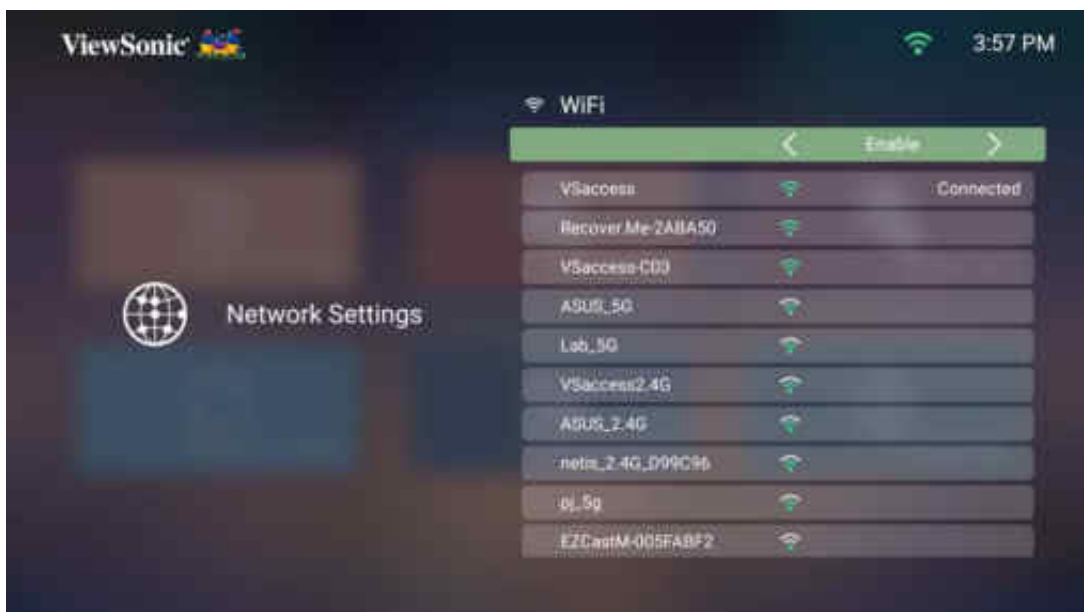 ViewSonic
3:57 PM
WiFi
Enable
VSaccess
Connected
Recover.Me-2ABA50
VSaccess-C03
ASUS_5G
Network Settings
Lab_5G
VSaccess2.4G
ASUS_2.4G
netis_2.4G_D99C96
pj_5g
EZCastM-005FABF2